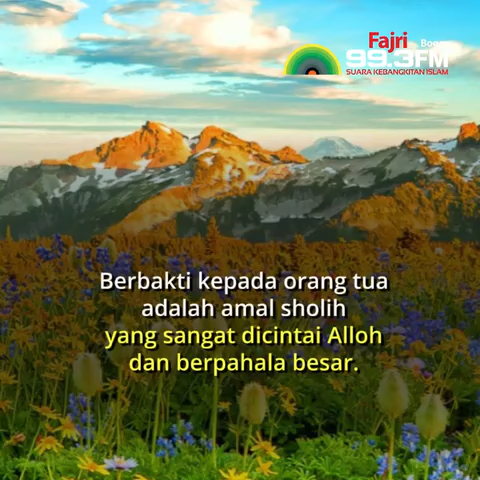 Fajri Bogor
99.3FM
SUARA KEBANGKITAN ISLAM
Berbakti kepada orang tua
adalah amal sholih
yang sangat dicintai Alloh
dan berpahala besar.